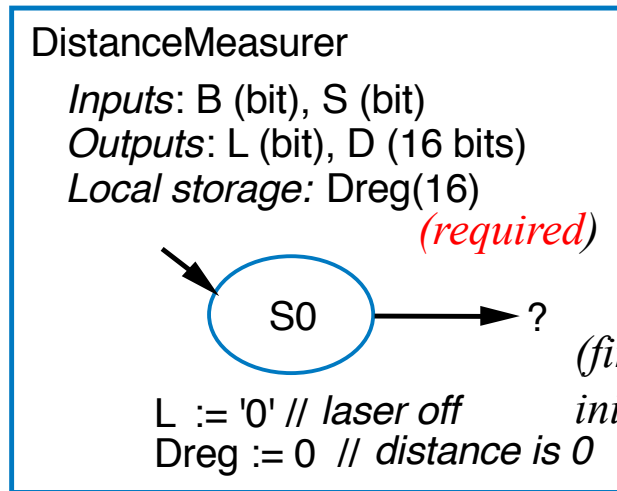 DistanceMeasurer
Inputs: B (bit), S (bit)
Outputs: L (bit), D (16 bits)
Local storage: Dreg(16)
(required)
S0
?
L := '0' // laser off
Dreg := 0 // distance is 0